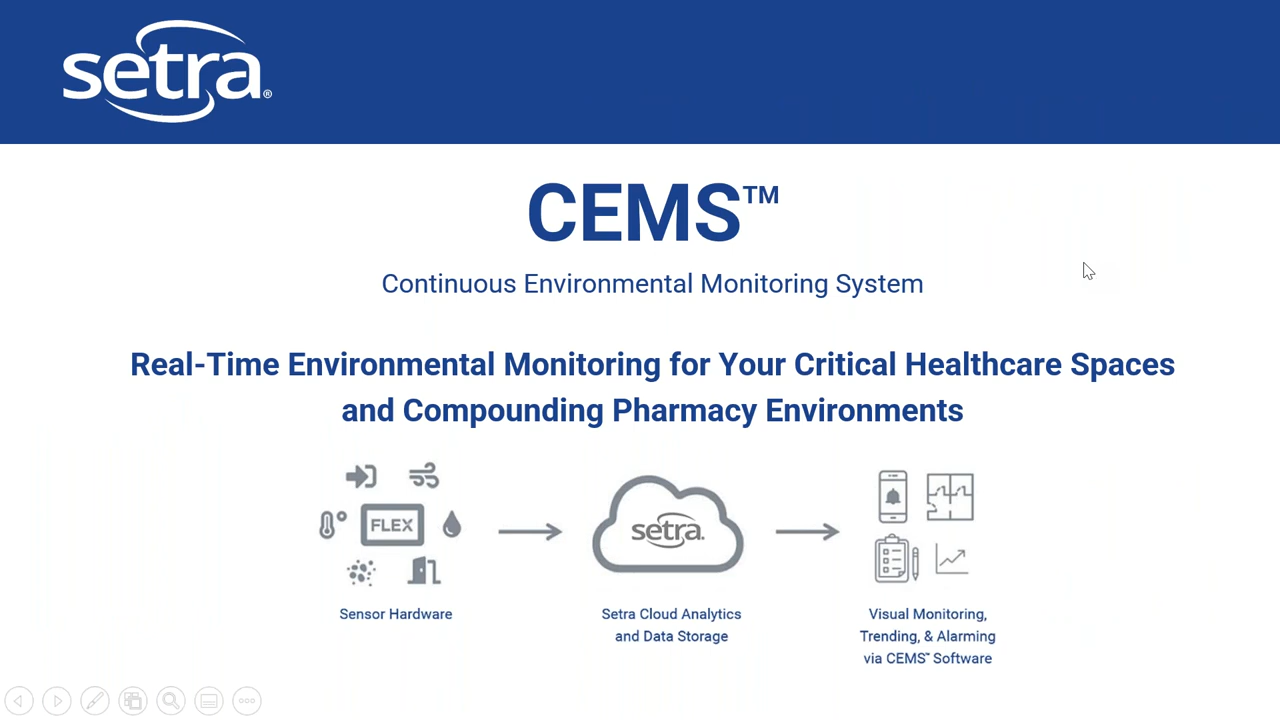 setra®
CEMS™
Continuous Environmental Monitoring System
Real-Time Environmental Monitoring for Your Critical Healthcare Spaces
and Compounding Pharmacy Environments
FLEX
setra.
Sensor Hardware
Setra Cloud Analytics
and Data Storage
Visual Monitoring,
Trending, & Alarming
via CEMS™ Software